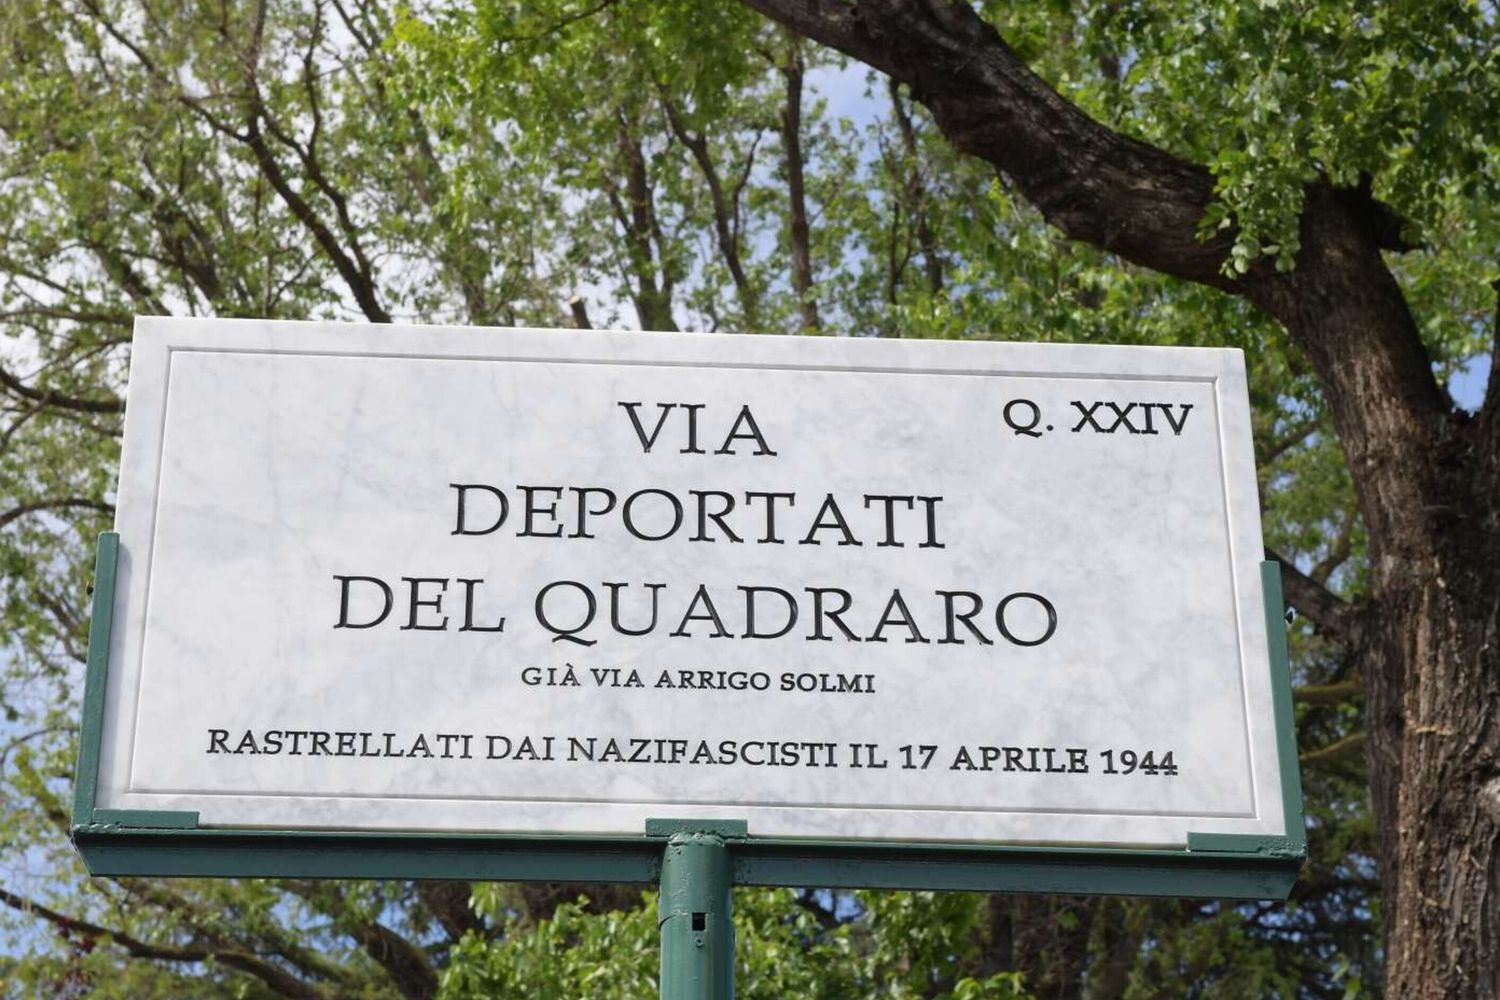 VIA
Q. XXIV
DEPORTATI
DEL QUADRARO
GIÀ VIA ARRIGO SOLMI
RASTRELLATI DAI NAZIFASCISTI IL 17 APRILE 1944